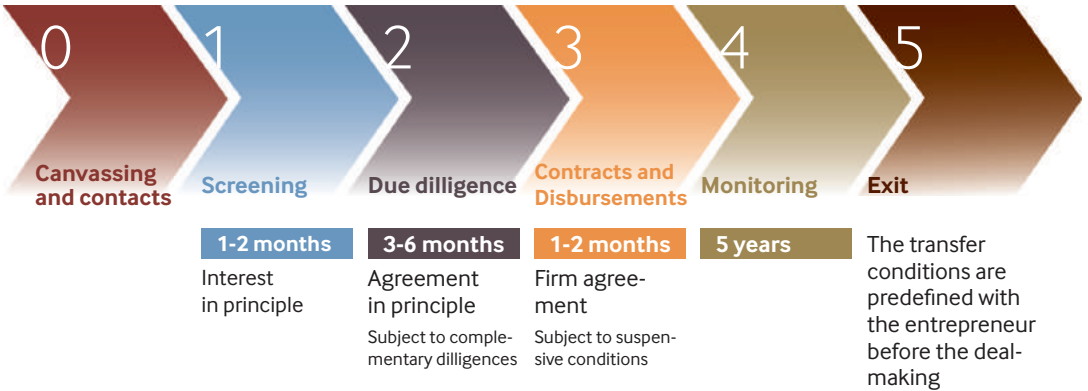 0
1
2
3
4
5
Canvassing
and contacts
Screening
Due dilligence
Contracts and
Disbursements
Monitoring
Exit
1-2 months
Interest
in principle
3-6 months
Agreement
in principle
Subject to comple-
mentary dilligences
1-2 months
Firm agree-
ment
Subject to suspen-
sive conditions
5 years
The transfer
conditions are
predefined with
the entrepreneur
before the deal-
making